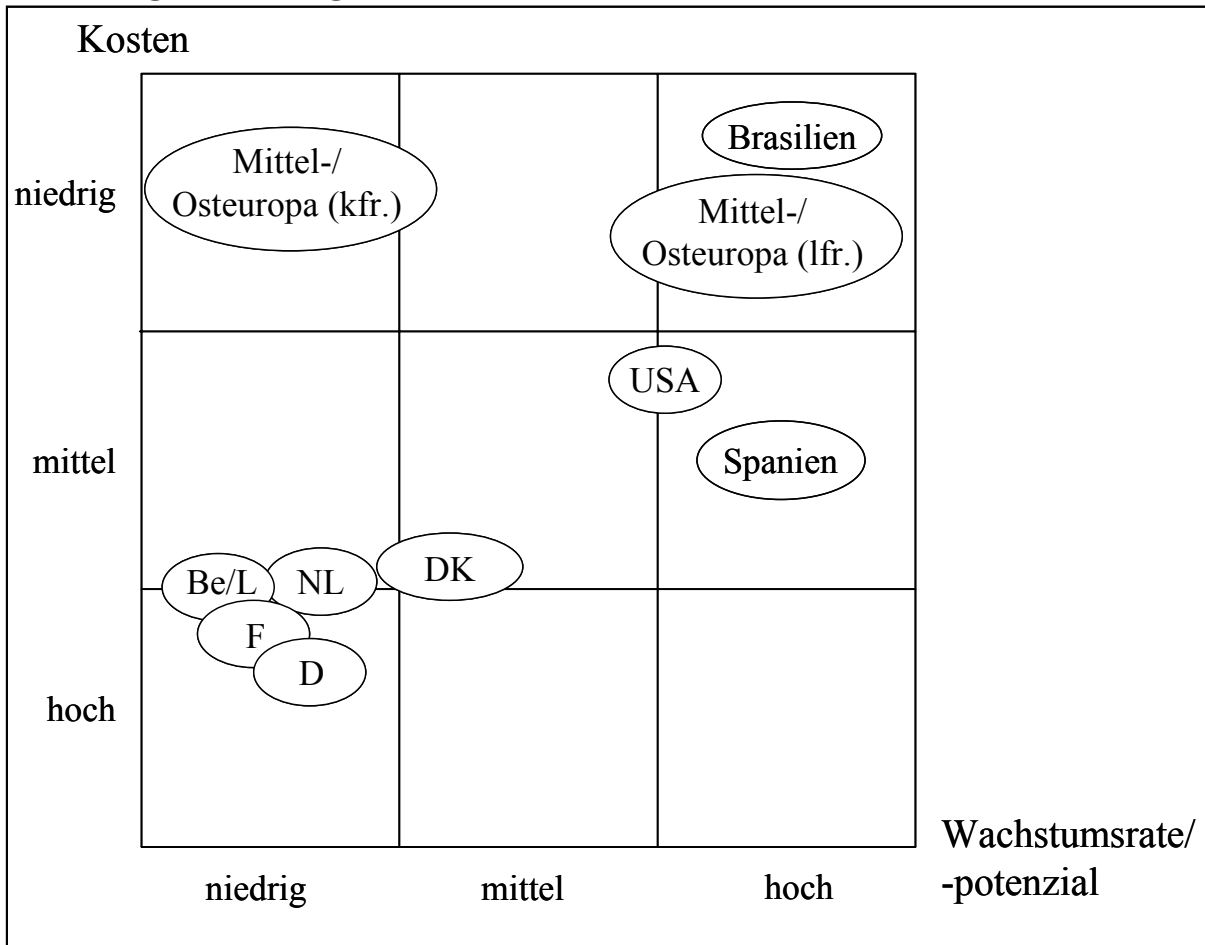 Kosten
Brasilien
Mittel-/
Osteuropa (kfr.)
niedrig
Mittel-/
Osteuropa (lfr.)
USA
mittel
Spanien
Be/L
NL
DK
F
D
hoch
Wachstumsrate/
-potenzial
niedrig
mittel
hoch